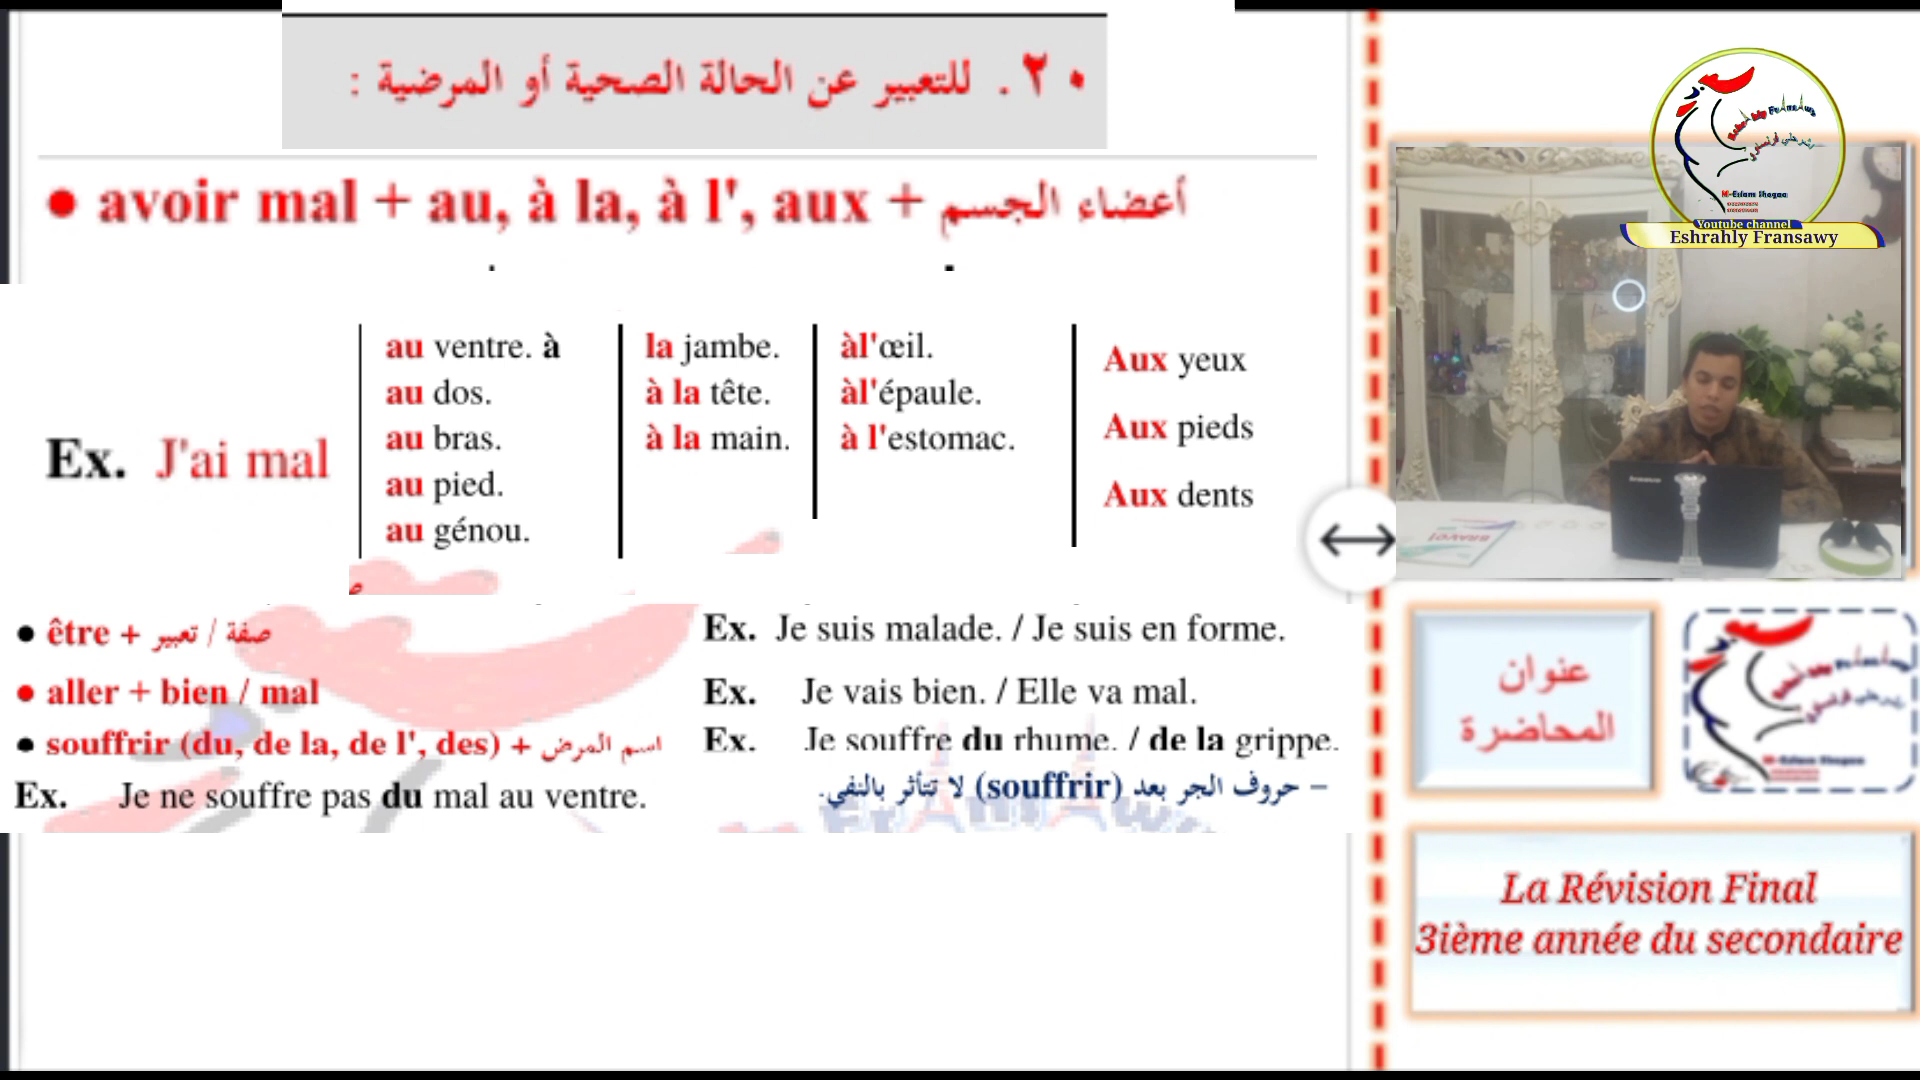 ٢٠. للتعبير عن الحالة الصحية أو المرضية :
● avoir mal + au, à la, à l', aux + أعضاء الجسم
Ex. J'ai mal
au ventre. à
au dos.
au bras.
au pied.
au génou.
la jambe.
à la tête.
à la main.
àl'œil.
àl'épaule.
à l'estomac.
Aux yeux
Aux pieds
Aux dents
● être + صفة / تعبير
Ex. Je suis malade. / Je suis en forme.
● aller + bien / mal
Ex. Je vais bien. / Elle va mal.
● souffrir (du, de la, de l', des) + اسم المرض
Ex. Je souffre du rhume. / de la grippe.
Ex. Je ne souffre pas du mal au ventre.
– حروف الجر بعد (souffrir) لا تتأثر بالنفي.
M-Eslam Shogaa
Youtube channel
Eshrahly Fransawy
عنوان
المحاضرة
La Révision Final
3ième année du secondaire